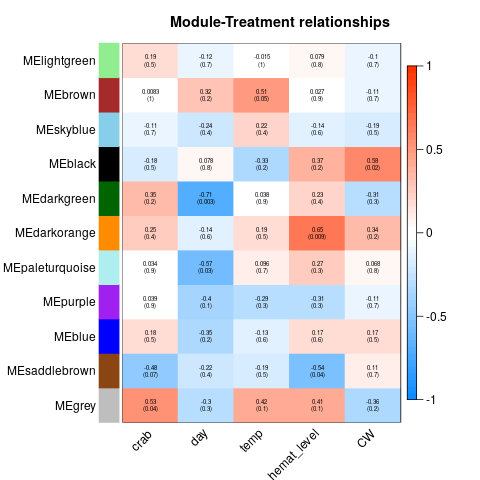 Module-Treatment relationships
MElightgreen 0.19 -0.12 -0.015 0.079 -0.1
(0.5) (0.7) (1) (0.8) (0.7)
MEbrown 0.0083 0.32 0.51 0.027 -0.11
(1) (0.2) (0.05) (0.9) (0.7)
MEskyblue -0.11 -0.24 0.22 -0.14 -0.19
(0.7) (0.4) (0.4) (0.6) (0.5)
MEblack -0.18 0.078 -0.33 0.37 0.58
(0.5) (0.8) (0.2) (0.2) (0.02)
MEdarkgreen 0.35 -0.71 0.038 0.23 -0.31
(0.2) (0.003) (0.9) (0.4) (0.3)
MEdarkorange 0.25 -0.14 0.19 0.65 0.34
(0.4) (0.6) (0.5) (0.009) (0.2)
MEpaleturquoise 0.034 -0.57 0.096 0.27 0.068
(0.9) (0.03) (0.7) (0.3) (0.8)
MEpurple 0.039 -0.4 -0.29 -0.31 -0.11
(0.9) (0.1) (0.3) (0.3) (0.7)
MEblue 0.18 -0.35 -0.13 0.17 0.17
(0.5) (0.2) (0.6) (0.6) (0.5)
MEsaddlebrown -0.48 -0.22 -0.19 -0.54 0.11
(0.07) (0.4) (0.5) (0.04) (0.7)
MEgrey 0.53 -0.3 0.42 0.41 -0.36
(0.04) (0.3) (0.1) (0.1) (0.2)
crab day temp hemat_level CW
1
0.5
0
-0.5
-1